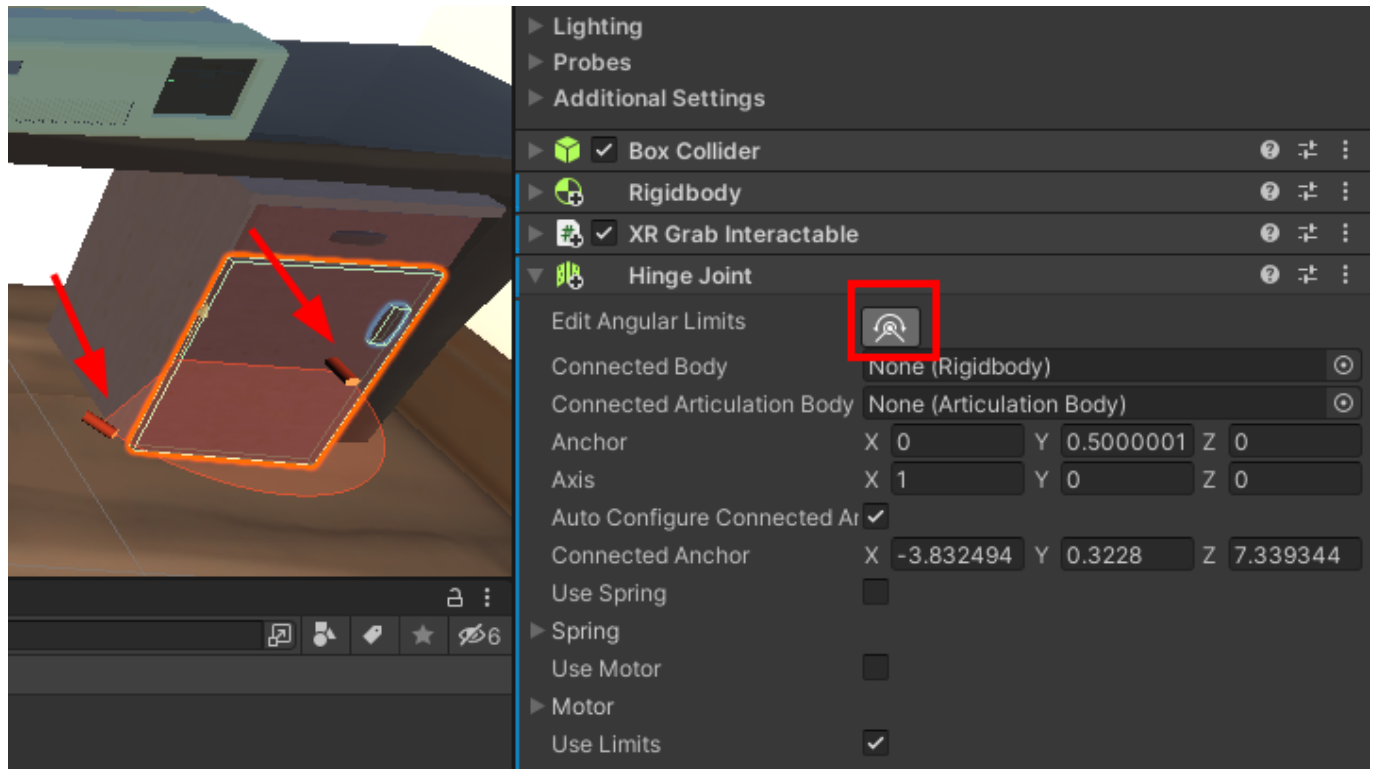 Lighting
Probes
Additional Settings
Box Collider
Rigidbody
# XR Grab Interactable
Hinge Joint
Edit Angular Limits
Connected Body None (Rigidbody)
Connected Articulation Body None (Articulation Body)
Anchor X 0 Y 0.5000001 Z 0
Axis X 1 Y 0 Z 0
Auto Configure Connected Ar
Connected Anchor X -3.832494 Y 0.3228 Z 7.339344
Use Spring
6
Spring
Use Motor
Motor
Use Limits